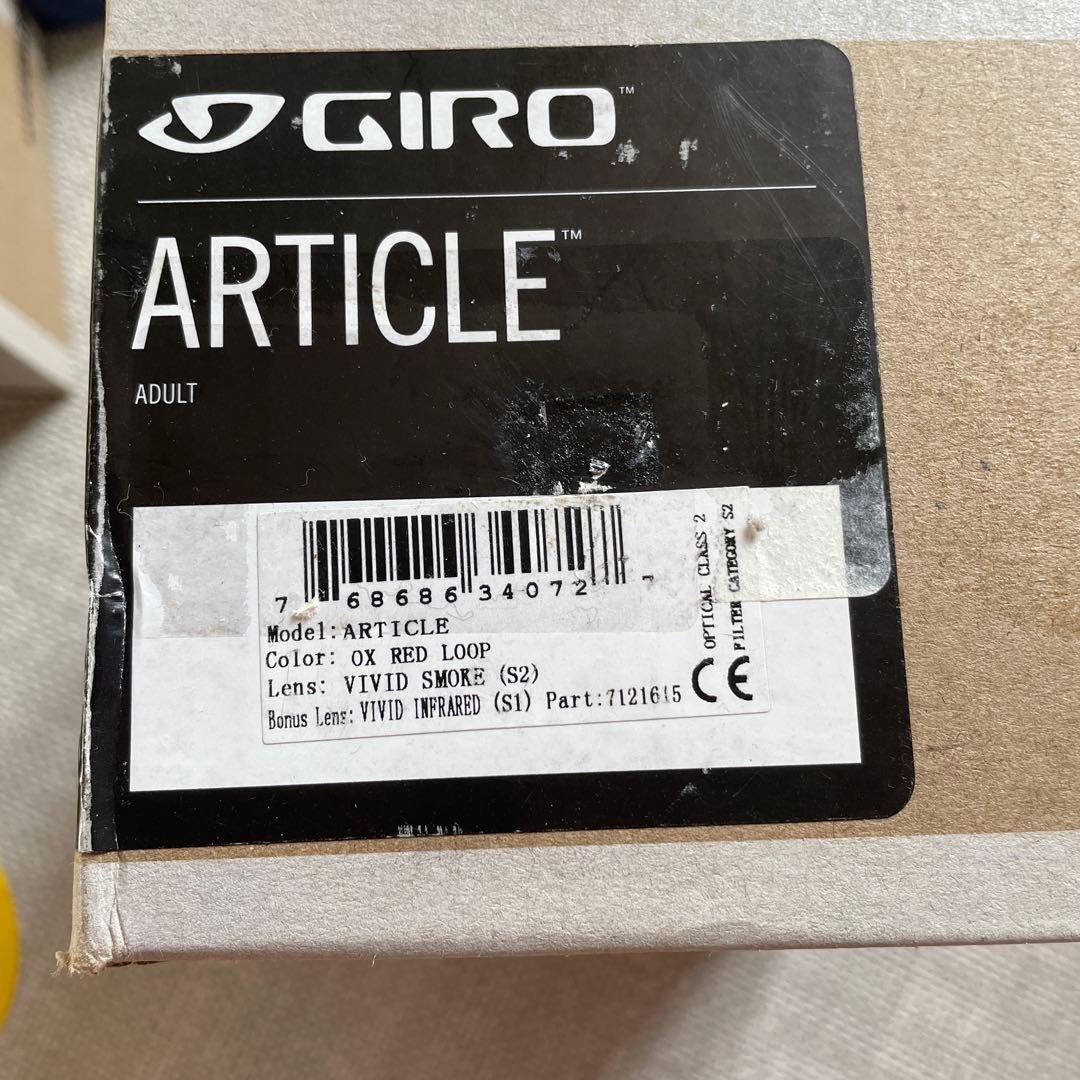 GIRO™
ARTICLE™
ADULT
7 68686 34072 7
Model: ARTICLE
Color: OX RED LOOP
Lens: VIVID SMOKE (S2)
Bonus Lens: VIVID INFRARED (S1) Part:7121615
OPTICAL CLASS 2
FILTER CATEGORY S2
CE